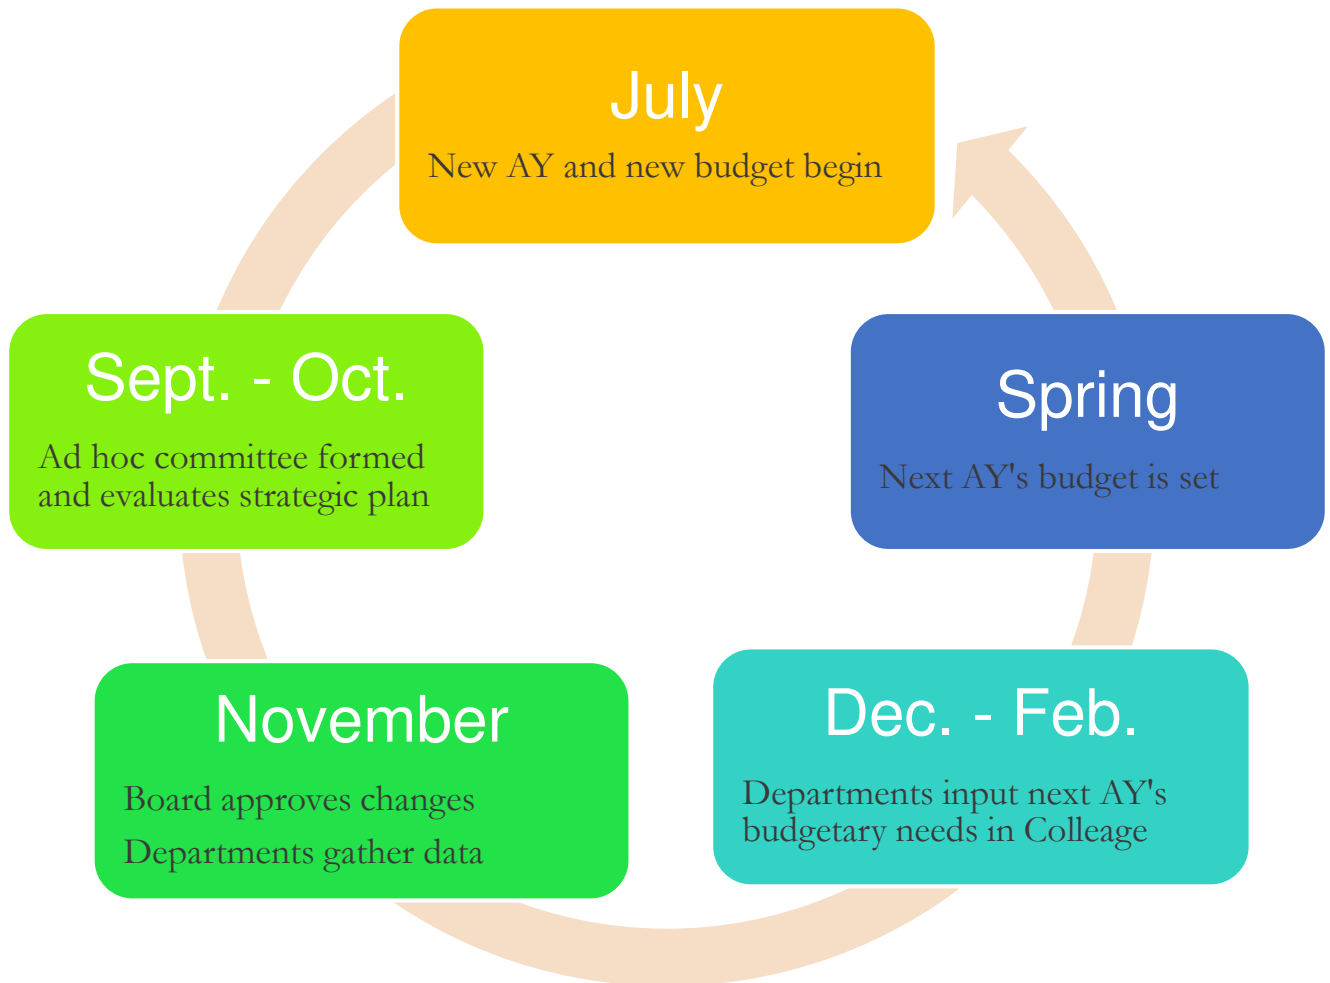 July
New AY and new budget begin
Sept. - Oct.
Ad hoc committee formed
and evaluates strategic plan
November
Board approves changes
Departments gather data
Dec. - Feb.
Departments input next AY's
budgetary needs in Colleage
Spring
Next AY's budget is set